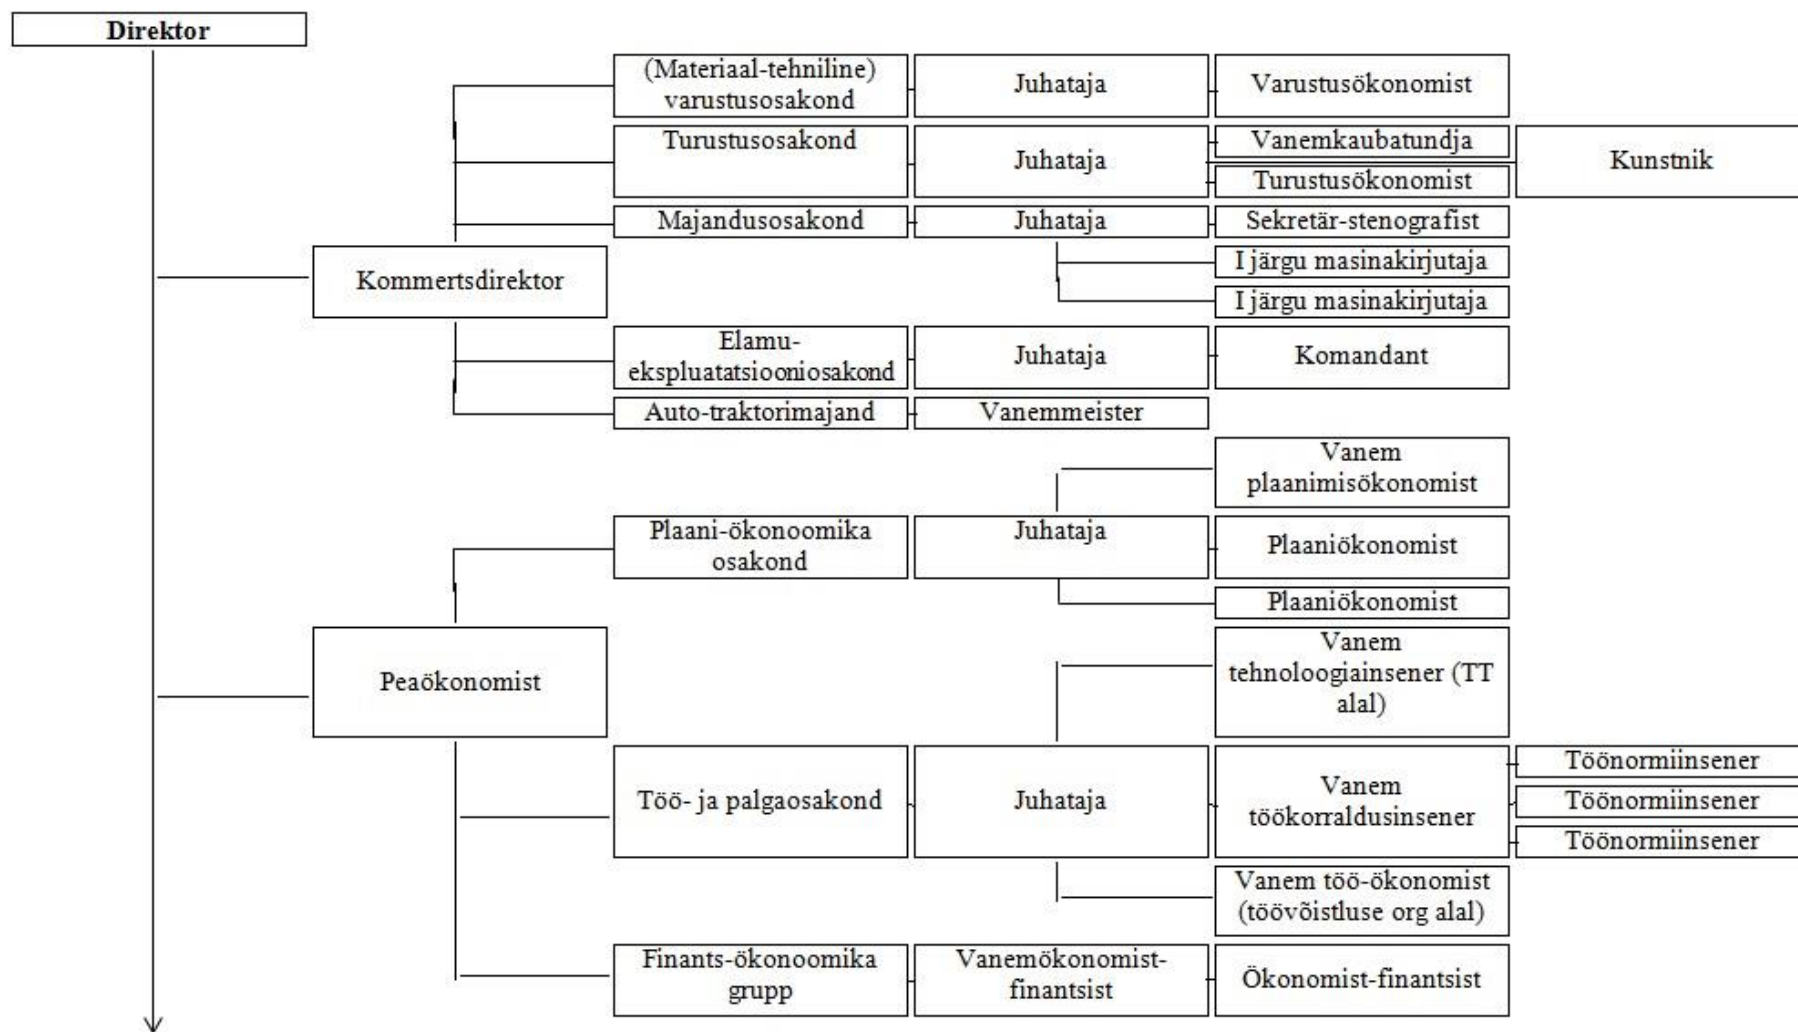 Direktor
(Materiaal-tehniline)
varustusosakond
Juhataja
Varustusökonomist
Turustusosakond
Juhataja
Vanemkaubatundja
Turustusökonomist
Kunstnik
Majandusosakond
Juhataja
Sekretär-stenografist
I järgu masinakirjutaja
I järgu masinakirjutaja
Kommertsdirektor
Elamu-
ekspluatatsiooniosakond
Juhataja
Komandant
Auto-traktorimajand
Vanemmeister
Vanem
plaanimisökonomist
Plaani-ökonoomika
osakond
Juhataja
Plaaniökonomist
Plaaniökonomist
Peaökonomist
Vanem
tehnoloogiainsener (TT
alal)
Töö- ja palgaosakond
Juhataja
Vanem
töökorraldusinsener
Töönormiinsener
Töönormiinsener
Töönormiinsener
Vanem töö-ökonomist
(töövõistluse org alal)
Finants-ökonoomika
grupp
Vanemökonomist-
finantsist
Ökonomist-finantsist